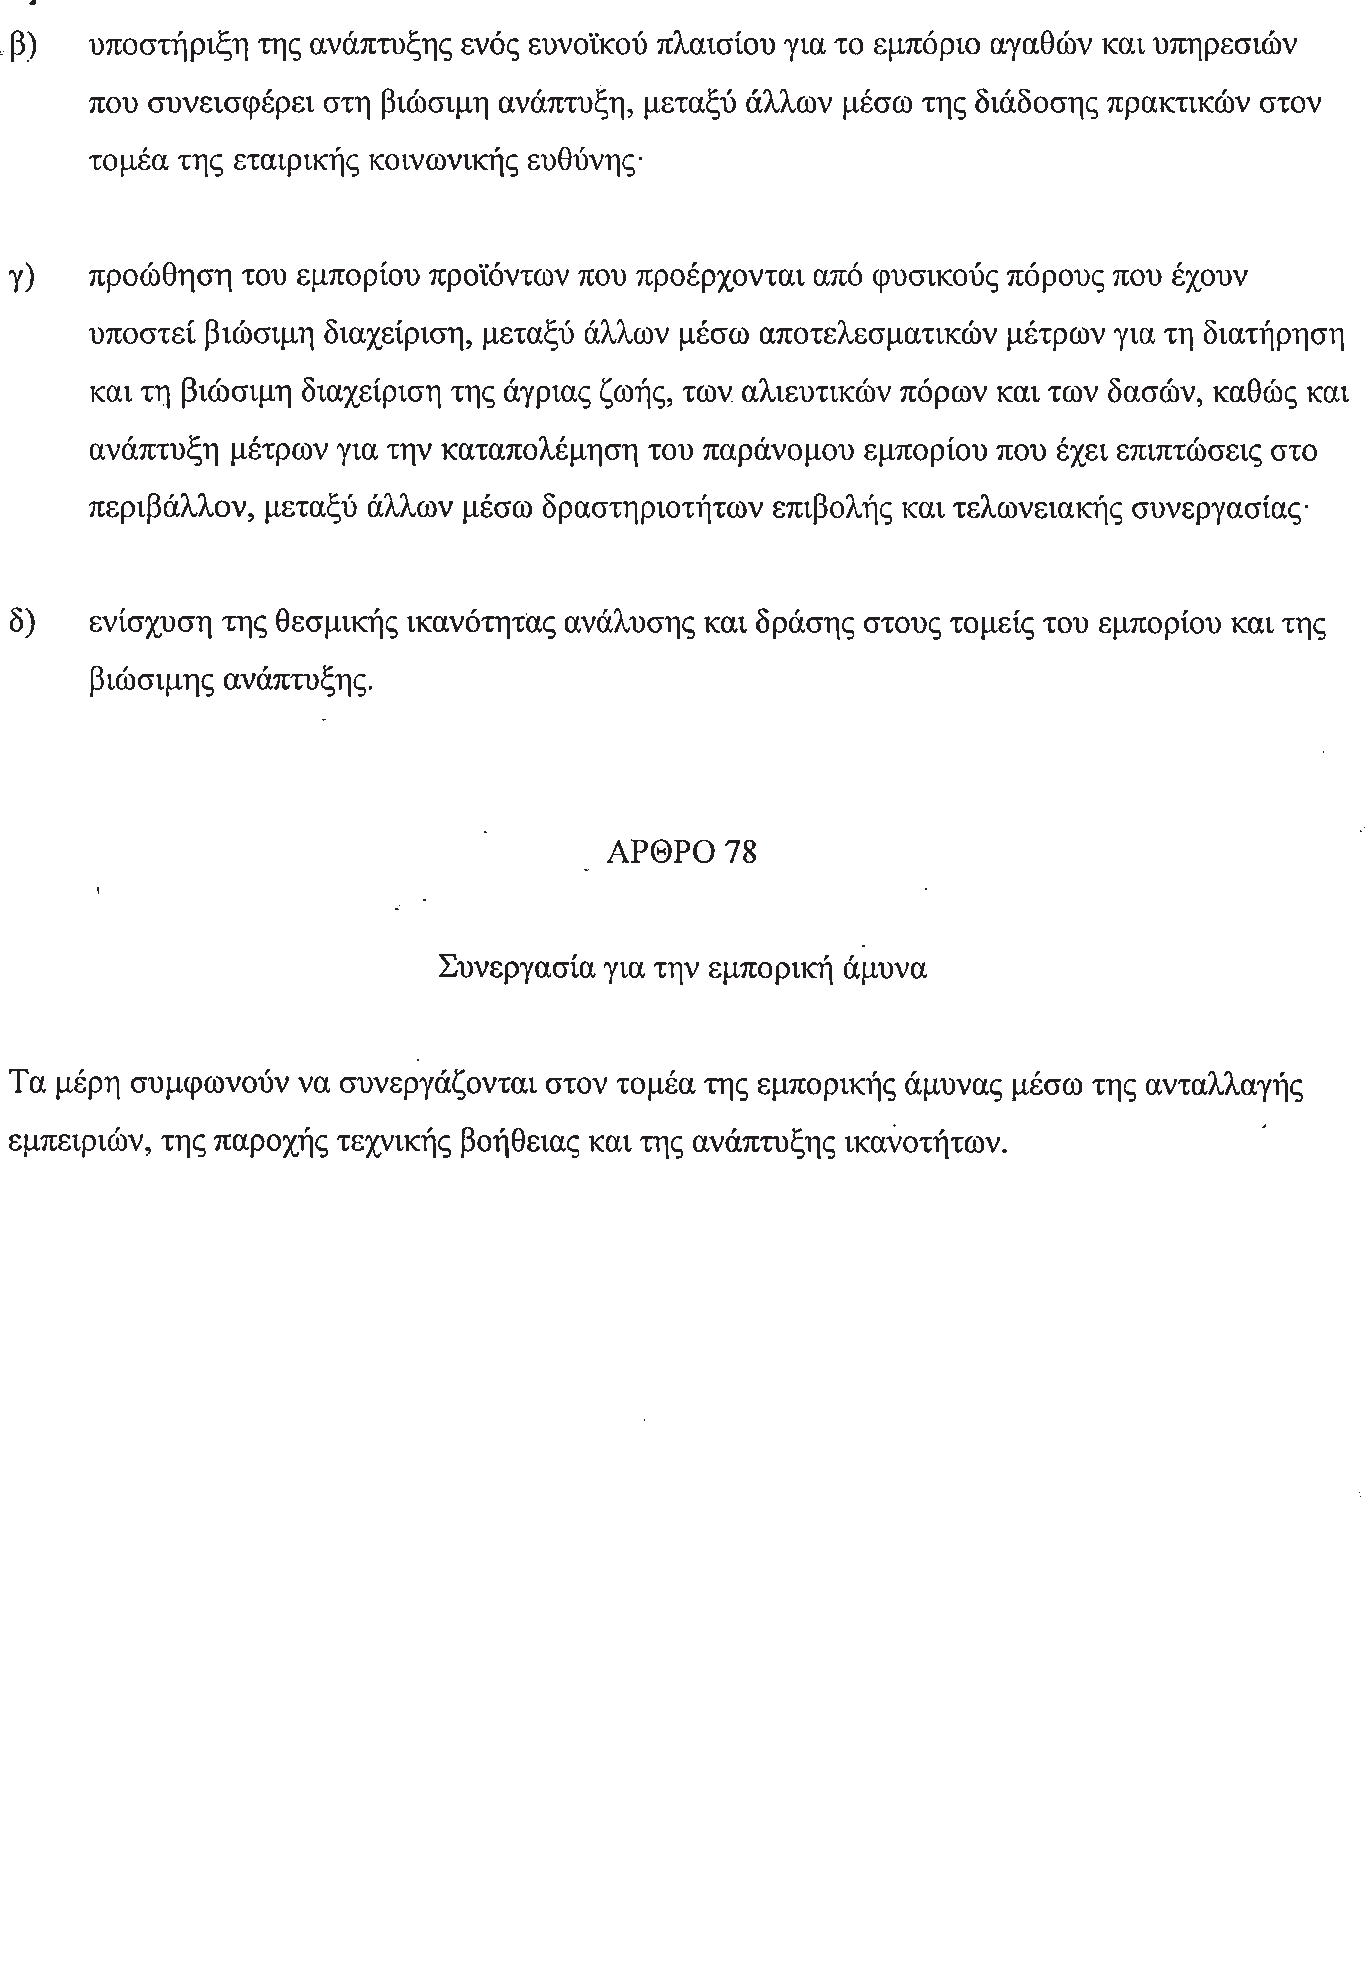 β) υποστήριξη της ανάπτυξης ενός ευνοϊκού πλαισίου για το εμπόριο αγαθών και υπηρεσιών
που συνεισφέρει στη βιώσιμη ανάπτυξη, μεταξύ άλλων μέσω της διάδοσης πρακτικών στον
τομέα της εταιρικής κοινωνικής ευθύνης·
γ) προώθηση του εμπορίου προϊόντων που προέρχονται από φυσικούς πόρους που έχουν
υποστεί βιώσιμη διαχείριση, μεταξύ άλλων μέσω αποτελεσματικών μέτρων για τη διατήρηση
και τη βιώσιμη διαχείριση της άγριας ζωής, των αλιευτικών πόρων και των δασών, καθώς και
ανάπτυξη μέτρων για την καταπολέμηση του παράνομου εμπορίου που έχει επιπτώσεις στο
περιβάλλον, μεταξύ άλλων μέσω δραστηριοτήτων επιβολής και τελωνειακής συνεργασίας·
δ) ενίσχυση της θεσμικής ικανότητας ανάλυσης και δράσης στους τομείς του εμπορίου και της
βιώσιμης ανάπτυξης.
ΑΡΘΡΟ 78
Συνεργασία για την εμπορική άμυνα
Τα μέρη συμφωνούν να συνεργάζονται στον τομέα της εμπορικής άμυνας μέσω της ανταλλαγής
εμπειριών, της παροχής τεχνικής βοήθειας και της ανάπτυξης ικανοτήτων.